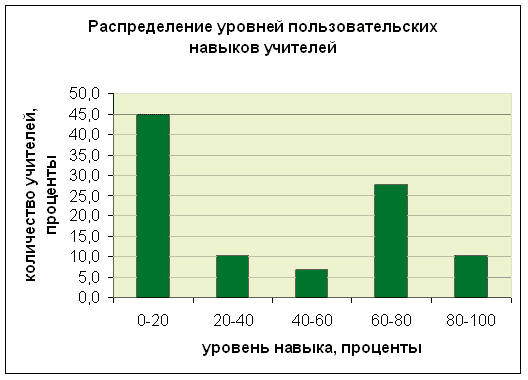 Распределение уровней пользовательских
навыков учителей
количество учителей,
проценты
50,0
45,0
40,0
35,0
30,0
25,0
20,0
15,0
10,0
5,0
0,0
0-20 20-40 40-60 60-80 80-100
уровень навыка, проценты